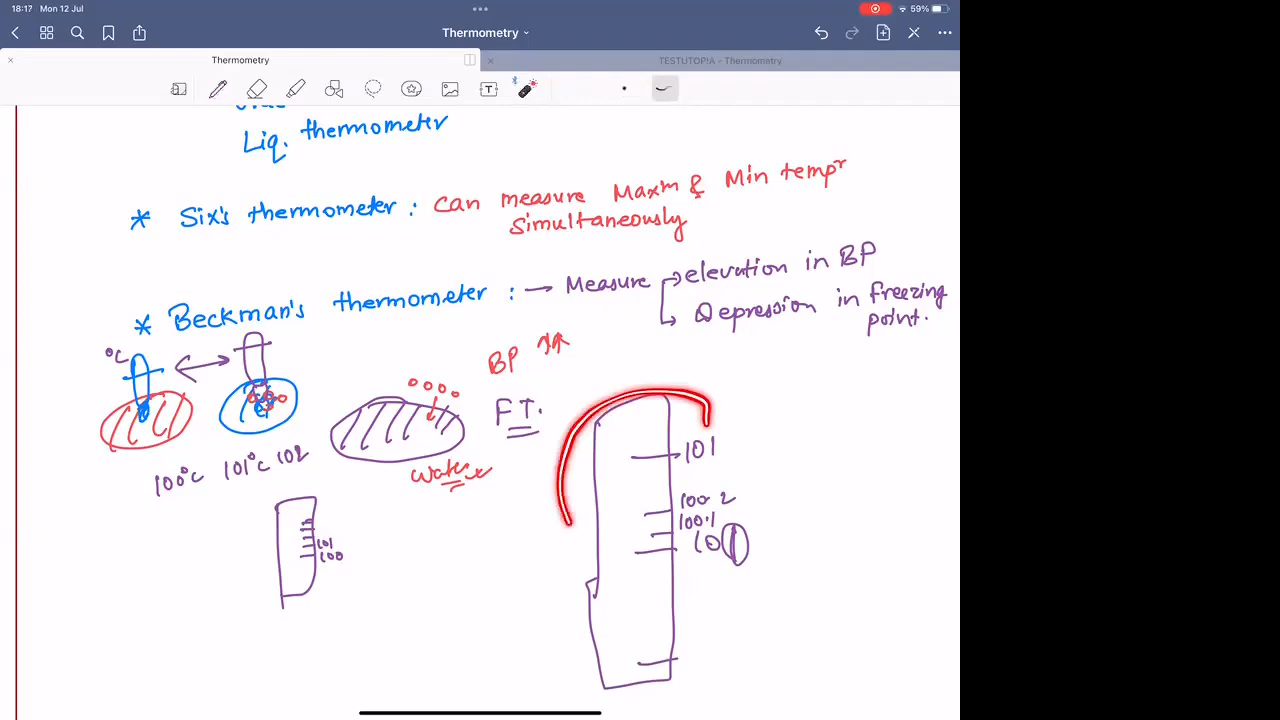 18:17 Mon 12 Jul
59%
Thermometry
Thermometry
TESTUTOP!A - Thermometry
T
Liq. thermometer
* Six's thermometer : Can measure Maxm & Min tempr
Simultaneously
* Beckman's thermometer : → Measure → elevation in BP
→ Depression in freezing
point.
°C
BP
F.T.
100°C 101°C 102
water
101
100
101
100.2
100.1
100